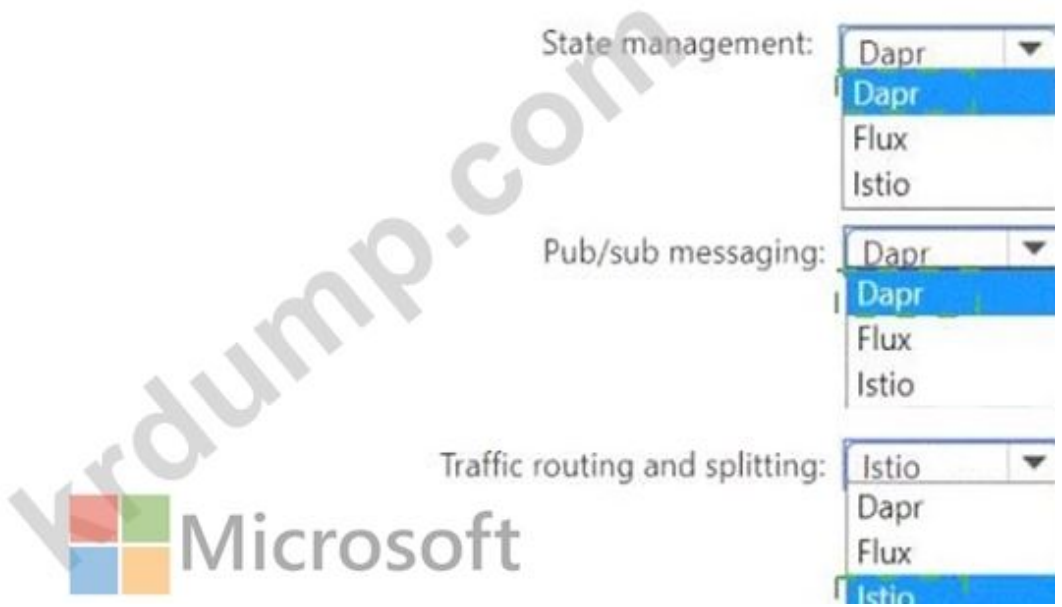 State management:
Dapr
Dapr
Flux
Istio
Pub/sub messaging:
Dapr
Dapr
Flux
Istio
Traffic routing and splitting:
Istio
Dapr
Flux
Istio
krdump.com
Microsoft